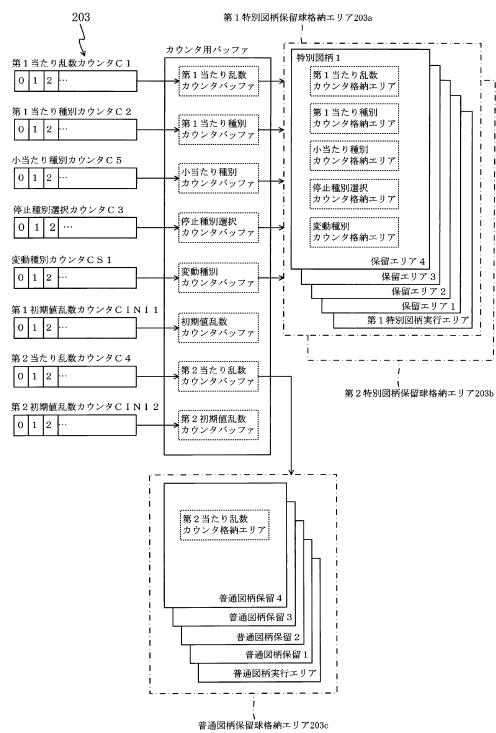 203
第1特別図柄保留球格納エリア203a
第1当たり乱数カウンタC1
0 1 2 …
第1当たり種別カウンタC2
0 1 2 …
小当たり種別カウンタC5
0 1 2 …
停止種別選択カウンタC3
0 1 2 …
変動種別カウンタCS1
0 1 2 …
第1初期値乱数カウンタCINI1
0 1 2 …
第2当たり乱数カウンタC4
0 1 2 …
第2初期値乱数カウンタCINI2
0 1 2 …
カウンタ用バッファ
第1当たり乱数
カウンタバッファ
第1当たり種別
カウンタバッファ
小当たり種別
カウンタバッファ
停止種別選択
カウンタバッファ
変動種別
カウンタバッファ
初期値乱数
カウンタバッファ
第2当たり乱数
カウンタバッファ
第2初期値乱数
カウンタバッファ
特別図柄1
第1当たり乱数
カウンタ格納エリア
第1当たり種別
カウンタ格納エリア
小当たり種別
カウンタ格納エリア
停止種別選択
カウンタ格納エリア
変動種別
カウンタ格納エリア
保留エリア4
保留エリア3
保留エリア2
保留エリア1
第1特別図柄実行エリア
第2特別図柄保留球格納エリア203b
第2当たり乱数
カウンタ格納エリア
普通図柄保留4
普通図柄保留3
普通図柄保留2
普通図柄保留1
普通図柄実行エリア
普通図柄保留球格納エリア203c